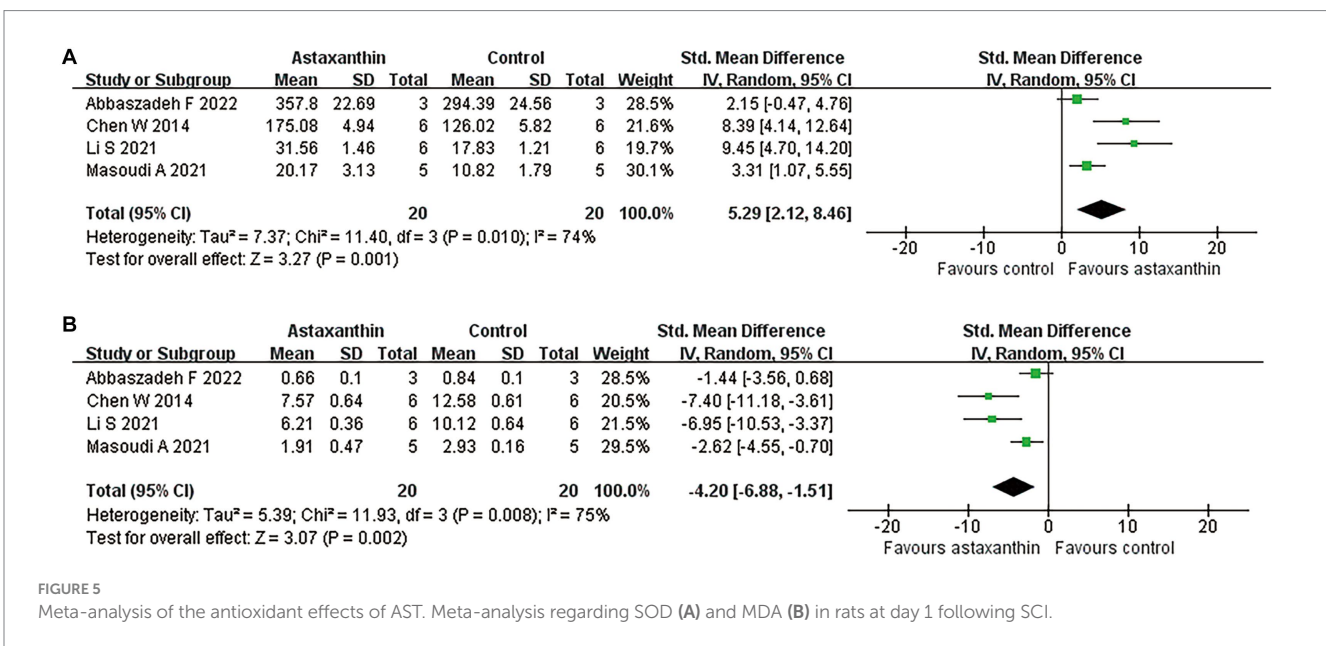 A
Astaxanthin Control Std. Mean Difference Std. Mean Difference
Study or Subgroup Mean SD Total Mean SD Total Weight IV, Random, 95% CI IV, Random, 95% CI
Abbaszadeh F 2022 357.8 22.69 3 294.39 24.56 3 28.5% 2.15 [-0.47, 4.76]
Chen W 2014 175.08 4.94 6 126.02 5.82 6 21.6% 8.39 [4.14, 12.64]
Li S 2021 31.56 1.46 6 17.83 1.21 6 19.7% 9.45 [4.70, 14.20]
Masoudi A 2021 20.17 3.13 5 10.82 1.79 5 30.1% 3.31 [1.07, 5.55]
Total (95% CI) 20 20 100.0% 5.29 [2.12, 8.46]
Heterogeneity: Tau² = 7.37; Chi² = 11.40, df = 3 (P = 0.010); I² = 74%
Test for overall effect: Z = 3.27 (P = 0.001)
-20 -10 0 10 20
Favours control Favours astaxanthin
B
Astaxanthin Control Std. Mean Difference Std. Mean Difference
Study or Subgroup Mean SD Total Mean SD Total Weight IV, Random, 95% CI IV, Random, 95% CI
Abbaszadeh F 2022 0.66 0.1 3 0.84 0.1 3 28.5% -1.44 [-3.56, 0.68]
Chen W 2014 7.57 0.64 6 12.58 0.61 6 20.5% -7.40 [-11.18, -3.61]
Li S 2021 6.21 0.36 6 10.12 0.64 6 21.5% -6.95 [-10.53, -3.37]
Masoudi A 2021 1.91 0.47 5 2.93 0.16 5 29.5% -2.62 [-4.55, -0.70]
Total (95% CI) 20 20 100.0% -4.20 [-6.88, -1.51]
Heterogeneity: Tau² = 5.39; Chi² = 11.93, df = 3 (P = 0.008); I² = 75%
Test for overall effect: Z = 3.07 (P = 0.002)
-20 -10 0 10 20
Favours astaxanthin Favours control
FIGURE 5
Meta-analysis of the antioxidant effects of AST. Meta-analysis regarding SOD (A) and MDA (B) in rats at day 1 following SCI.